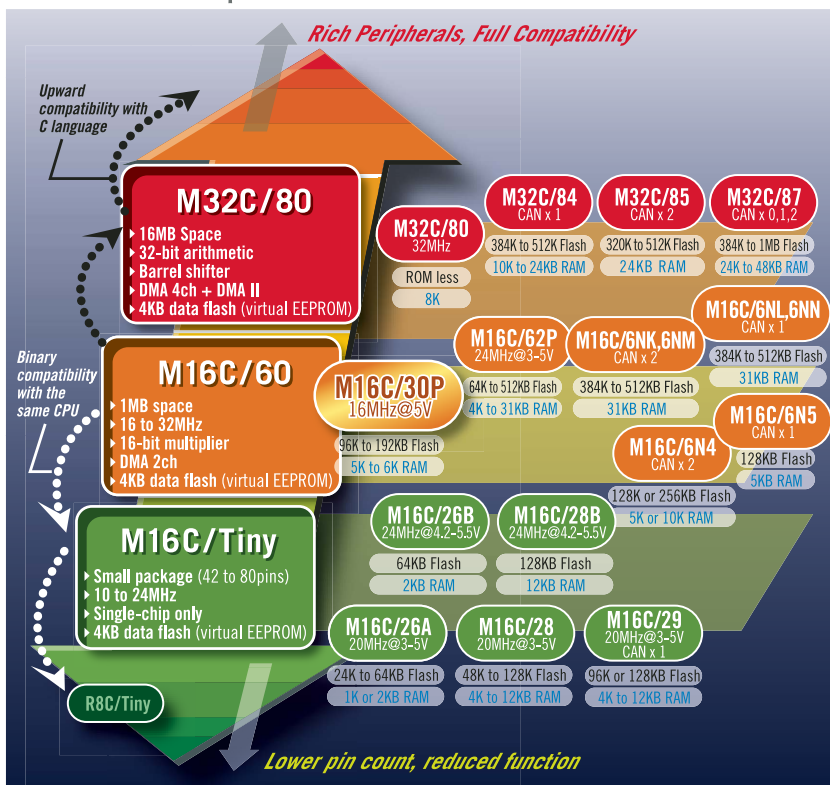 Rich Peripherals, Full Compatibility
Upward
compatibility with
C language
M32C/80
16MB Space
32-bit arithmetic
Barrel shifter
DMA 4ch + DMA II
4KB data flash (virtual EEPROM)
M32C/80
32MHz
ROM less
8K
M32C/84
CAN x 1
384K to 512K Flash
10K to 24KB RAM
M32C/85
CAN x 2
320K to 512K Flash
24KB RAM
M32C/87
CAN x 0,1,2
384K to 1MB Flash
24K to 48KB RAM
Binary
compatibility
with the
same CPU
M16C/60
1MB space
16 to 32MHz
16-bit multiplier
DMA 2ch
4KB data flash (virtual EEPROM)
M16C/30P
16MHz@5V
96K to 192KB Flash
5K to 6K RAM
M16C/62P
24MHz@3-5V
64K to 512KB Flash
4K to 31KB RAM
M16C/6NK,6NM
CAN x 2
384K to 512KB Flash
31KB RAM
M16C/6NL,6NN
CAN x 1
384K to 512KB Flash
31KB RAM
M16C/6N4
CAN x 2
128K or 256KB Flash
5K or 10K RAM
M16C/6N5
CAN x 1
128KB Flash
5KB RAM
M16C/Tiny
Small package (42 to 80pins)
10 to 24MHz
Single-chip only
4KB data flash (virtual EEPROM)
M16C/26B
24MHz@4.2-5.5V
64KB Flash
2KB RAM
M16C/28B
24MHz@4.2-5.5V
128KB Flash
12KB RAM
M16C/26A
20MHz@3-5V
24K to 64KB Flash
1K or 2KB RAM
M16C/28
20MHz@3-5V
48K to 128K Flash
4K to 12KB RAM
M16C/29
20MHz@3-5V
CAN x 1
96K or 128KB Flash
4K to 12KB RAM
R8C/Tiny
Lower pin count, reduced function